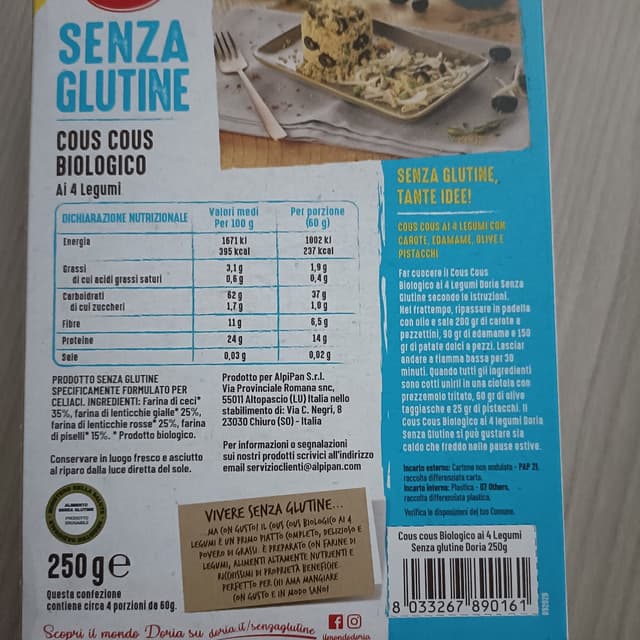 SENZA
GLUTINE
COUS COUS
BIOLOGICO
Ai 4 Legumi
DICHIARAZIONE NUTRIZIONALE
Valori medi
Per 100 g
Per porzione
(60 g)
Energia
1671 kJ
395 kcal
1002 kJ
237 kcal
Grassi
3,1 g
1,9 g
di cui acidi grassi saturi
0,6 g
0,4 g
Carboidrati
62 g
37 g
di cui zuccheri
1,7 g
1,0 g
Fibre
11 g
6,5 g
Proteine
24 g
14 g
Sale
0,03 g
0,02 g
PRODOTTO SENZA GLUTINE
SPECIFICAMENTE FORMULATO PER
CELIACI. INGREDIENTI: Farina di ceci*
35%, farina di lenticchie gialle* 25%,
farina di lenticchie rosse* 25%, farina
di piselli* 15%. * Prodotto biologico.
Conservare in luogo fresco e asciutto
al riparo dalla luce diretta del sole.
Prodotto per AlpiPan S.r.l.
Via Provinciale Romana snc,
55011 Altopascio (LU) Italia nello
stabilimento di: Via C. Negri, 8
23030 Chiuro (SO) - Italia
Per informazioni o segnalazioni
sui nostri prodotti scrivici all'indirizzo
email servizioclienti@alpipan.com
SENZA GLUTINE,
TANTE IDEE!
COUS COUS AI 4 LEGUMI CON
CAROTE, EDAMAME, OLIVE E
PISTACCHI
Far cuocere il Cous Cous
Biologico ai 4 Legumi Doria Senza
Glutine secondo le istruzioni.
Nel frattempo, ripassare in padella
con olio e sale 200 gr di carote a
pezzettini, 90 gr di edamame e 150
gr di patate dolci a pezzi. Lasciar
andare a fiamma bassa per 30
minuti. Quando tutti gli ingredienti
sono cotti unirli in una ciotola con
prezzemolo tritato, 60 gr di olive
taggiasche e 25 gr di pistacchi. Il
Cous Cous Biologico ai 4 legumi Doria
Senza Glutine si può gustare sia
caldo che freddo nelle pause estive.
Incarto esterno: Cartone non ondulato - PAP 21,
raccolta differenziata carta.
Incarto interno: Plastica - 07 Others,
raccolta differenziata plastica.
Verifica le disposizioni del tuo Comune.
ALIMENTO
SENZA GLUTINE
PRODOTTO
EROGABILE
250 g e
Questa confezione
contiene circa 4 porzioni da 60g.
VIVERE SENZA GLUTINE...
...MA CON GUSTO! IL COUS COUS BIOLOGICO AI 4
LEGUMI È UN PRIMO PIATTO COMPLETO, DELIZIOSO E
POVERO DI GRASSI. È PREPARATO CON FARINE DI
LEGUMI, ALIMENTI ALTAMENTE NUTRIENTI E
RICCHISSIMI DI PROPRIETÀ BENEFICHE.
PERFETTO PER CHI AMA MANGIARE
CON GUSTO E IN MODO SANO!
Cous cous Biologico ai 4 Legumi
Senza glutine Doria 250g
8 033267 890161
Scopri il mondo Doria su doria.it/senzaglutine
ilmondodoria